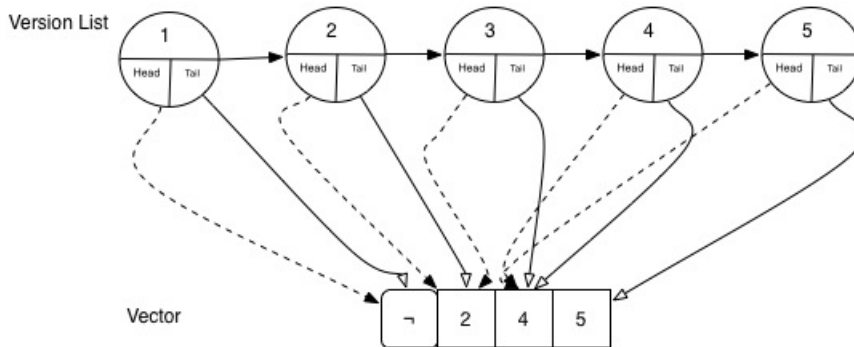 Version List
1 2 3 4 5
Head Tail Head Tail Head Tail Head Tail Head Tail
Vector
¬ 2 4 5